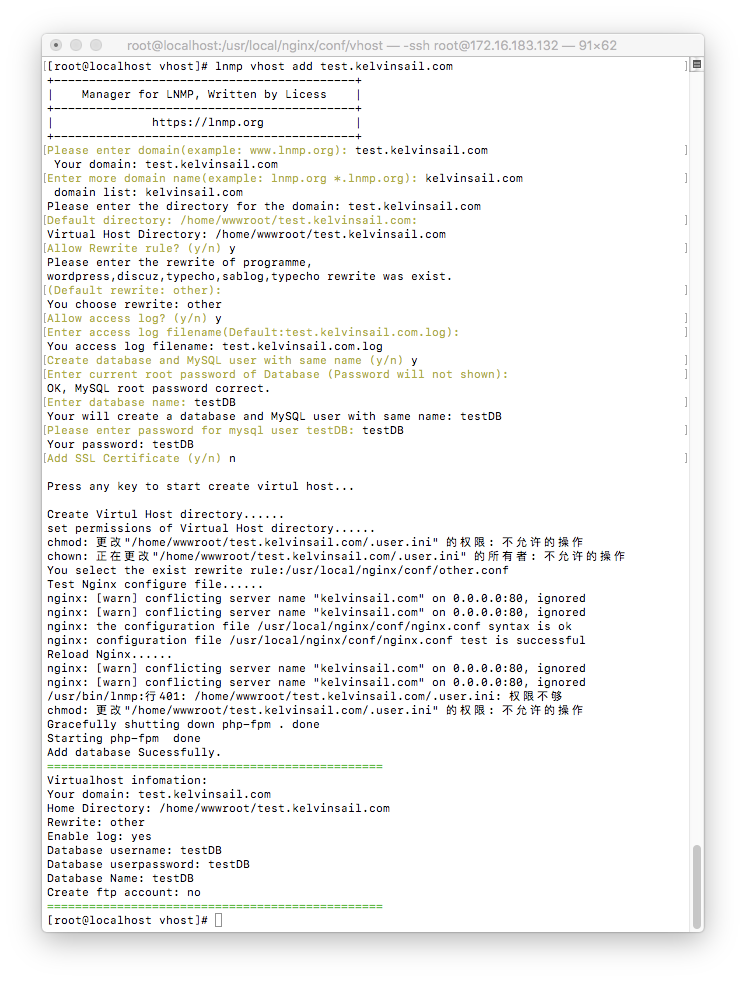 root@localhost:/usr/local/nginx/conf/vhost — -ssh root@172.16.183.132 — 91×62
[[root@localhost vhost]# lnmp vhost add test.kelvinsail.com ]
+-------------------------------------------+
| Manager for LNMP, Written by Licess |
+-------------------------------------------+
| https://lnmp.org |
+-------------------------------------------+
[Please enter domain(example: www.lnmp.org): test.kelvinsail.com ]
Your domain: test.kelvinsail.com
[Enter more domain name(example: lnmp.org *.lnmp.org): kelvinsail.com ]
domain list: kelvinsail.com
Please enter the directory for the domain: test.kelvinsail.com
[Default directory: /home/wwwroot/test.kelvinsail.com: ]
Virtual Host Directory: /home/wwwroot/test.kelvinsail.com
[Allow Rewrite rule? (y/n) y ]
Please enter the rewrite of programme,
wordpress,discuz,typecho,sablog,typecho rewrite was exist.
[(Default rewrite: other): ]
You choose rewrite: other
[Allow access log? (y/n) y ]
[Enter access log filename(Default:test.kelvinsail.com.log): ]
You access log filename: test.kelvinsail.com.log
[Create database and MySQL user with same name (y/n) y ]
[Enter current root password of Database (Password will not shown): ]
OK, MySQL root password correct.
[Enter database name: testDB ]
Your will create a database and MySQL user with same name: testDB
[Please enter password for mysql user testDB: testDB ]
Your password: testDB
[Add SSL Certificate (y/n) n ]
Press any key to start create virtul host...
Create Virtul Host directory......
set permissions of Virtual Host directory......
chmod: 更改"/home/wwwroot/test.kelvinsail.com/.user.ini" 的权限: 不允许的操作
chown: 正在更改"/home/wwwroot/test.kelvinsail.com/.user.ini" 的所有者: 不允许的操作
You select the exist rewrite rule:/usr/local/nginx/conf/other.conf
Test Nginx configure file......
nginx: [warn] conflicting server name "kelvinsail.com" on 0.0.0.0:80, ignored
nginx: [warn] conflicting server name "kelvinsail.com" on 0.0.0.0:80, ignored
nginx: the configuration file /usr/local/nginx/conf/nginx.conf syntax is ok
nginx: configuration file /usr/local/nginx/conf/nginx.conf test is successful
Reload Nginx......
nginx: [warn] conflicting server name "kelvinsail.com" on 0.0.0.0:80, ignored
nginx: [warn] conflicting server name "kelvinsail.com" on 0.0.0.0:80, ignored
/usr/bin/lnmp:行401: /home/wwwroot/test.kelvinsail.com/.user.ini: 权限不够
chmod: 更改"/home/wwwroot/test.kelvinsail.com/.user.ini" 的权限: 不允许的操作
Gracefully shutting down php-fpm . done
Starting php-fpm  done
Add database Sucessfully.
================================================
Virtualhost infomation:
Your domain: test.kelvinsail.com
Home Directory: /home/wwwroot/test.kelvinsail.com
Rewrite: other
Enable log: yes
Database username: testDB
Database userpassword: testDB
Database Name: testDB
Create ftp account: no
================================================
[root@localhost vhost]#